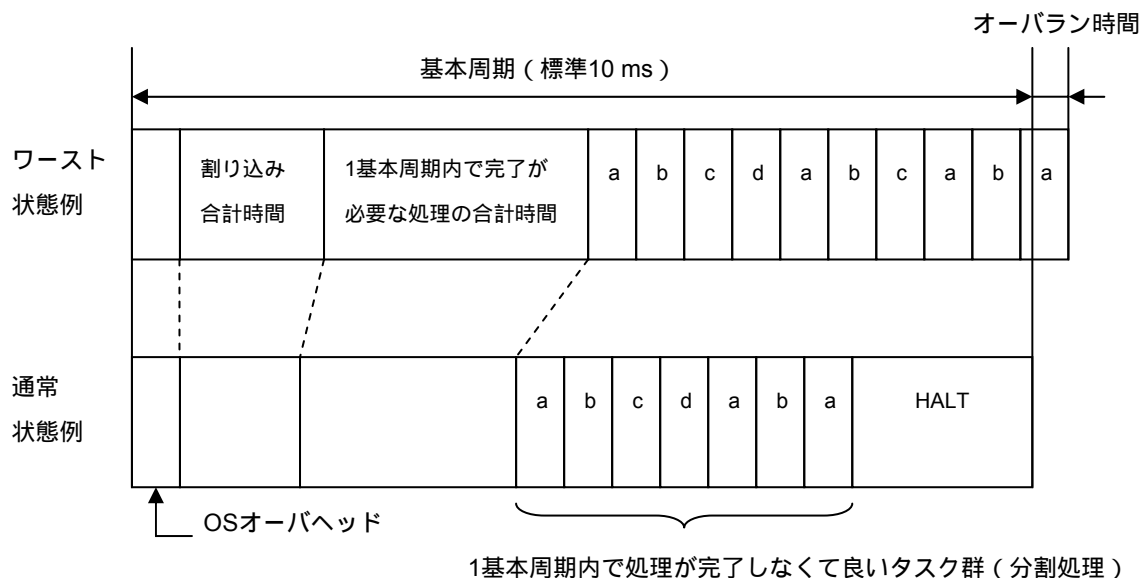 オーバラン時間
基本周期（標準10 ms）
ワースト
状態例
割り込み
合計時間
1基本周期内で完了が
必要な処理の合計時間
a b c d a b c a b a
通常
状態例
a b c d a b a HALT
OSオーバヘッド
1基本周期内で処理が完了しなくて良いタスク群（分割処理）